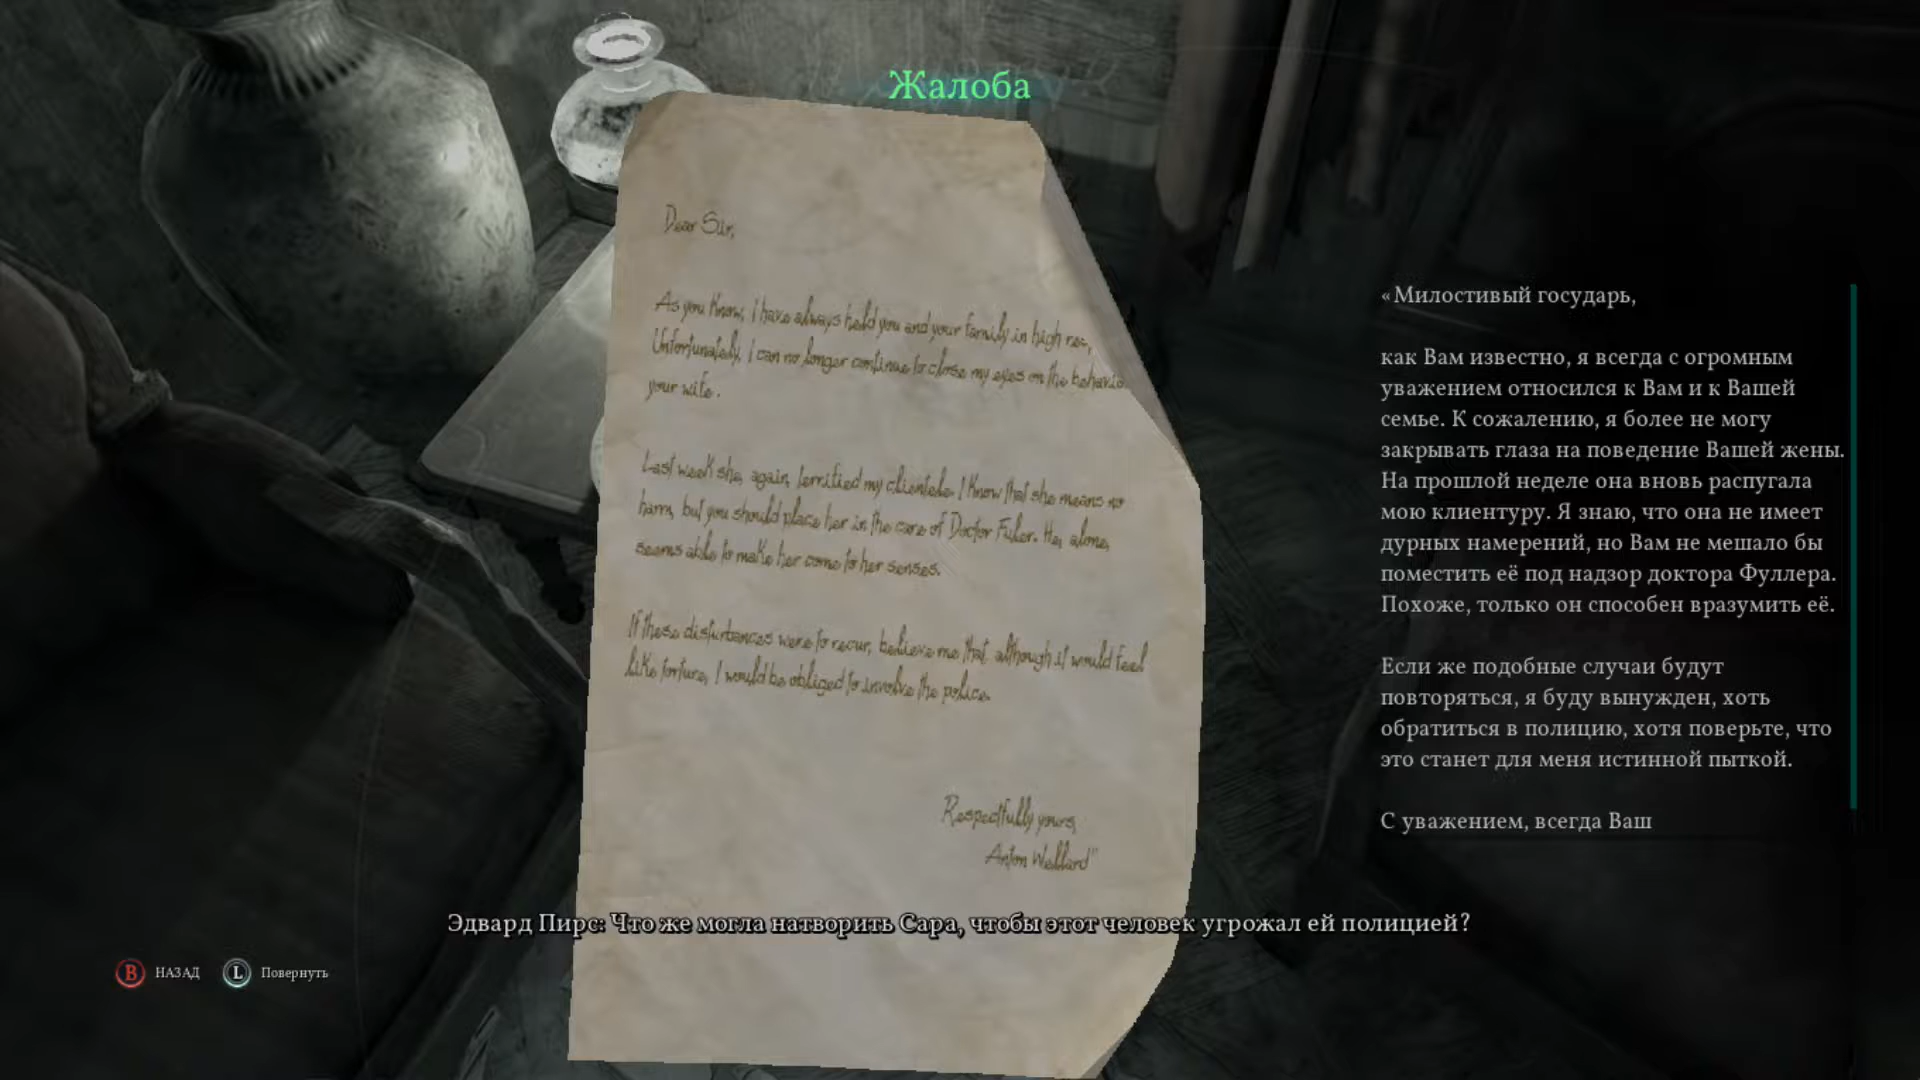 Жалоба
Dear Sir,
As you know, I have always held you and your family in high
Unfortunately, I can no longer continue to close my eyes on the
your wife.
Last week she, again, terrified my clientele. I know that she means no
harm, but you should place her in the care of Doctor Fuller. He, alone,
seems able to make her come to her senses.
If these disturbances were to recur, believe me that, although it would feel
like torture, I would be obliged to involve the police.
Respectfully yours,
Anton Wellard"
«Милостивый государь,
как Вам известно, я всегда с огромным
уважением относился к Вам и к Вашей
семье. К сожалению, я более не могу
закрывать глаза на поведение Вашей жены.
На прошлой неделе она вновь распугала
мою клиентуру. Я знаю, что она не имеет
дурных намерений, но Вам не мешало бы
поместить её под надзор доктора Фуллера.
Похоже, только он способен вразумить её.
Если же подобные случаи будут
повторяться, я буду вынужден, хоть
обратиться в полицию, хотя поверьте, что
это станет для меня истинной пыткой.
С уважением, всегда Ваш
Эдвард Пирс: Что же могла натворить Сара, чтобы этот человек угрожал ей полицией?
B НАЗАД L Повернуть